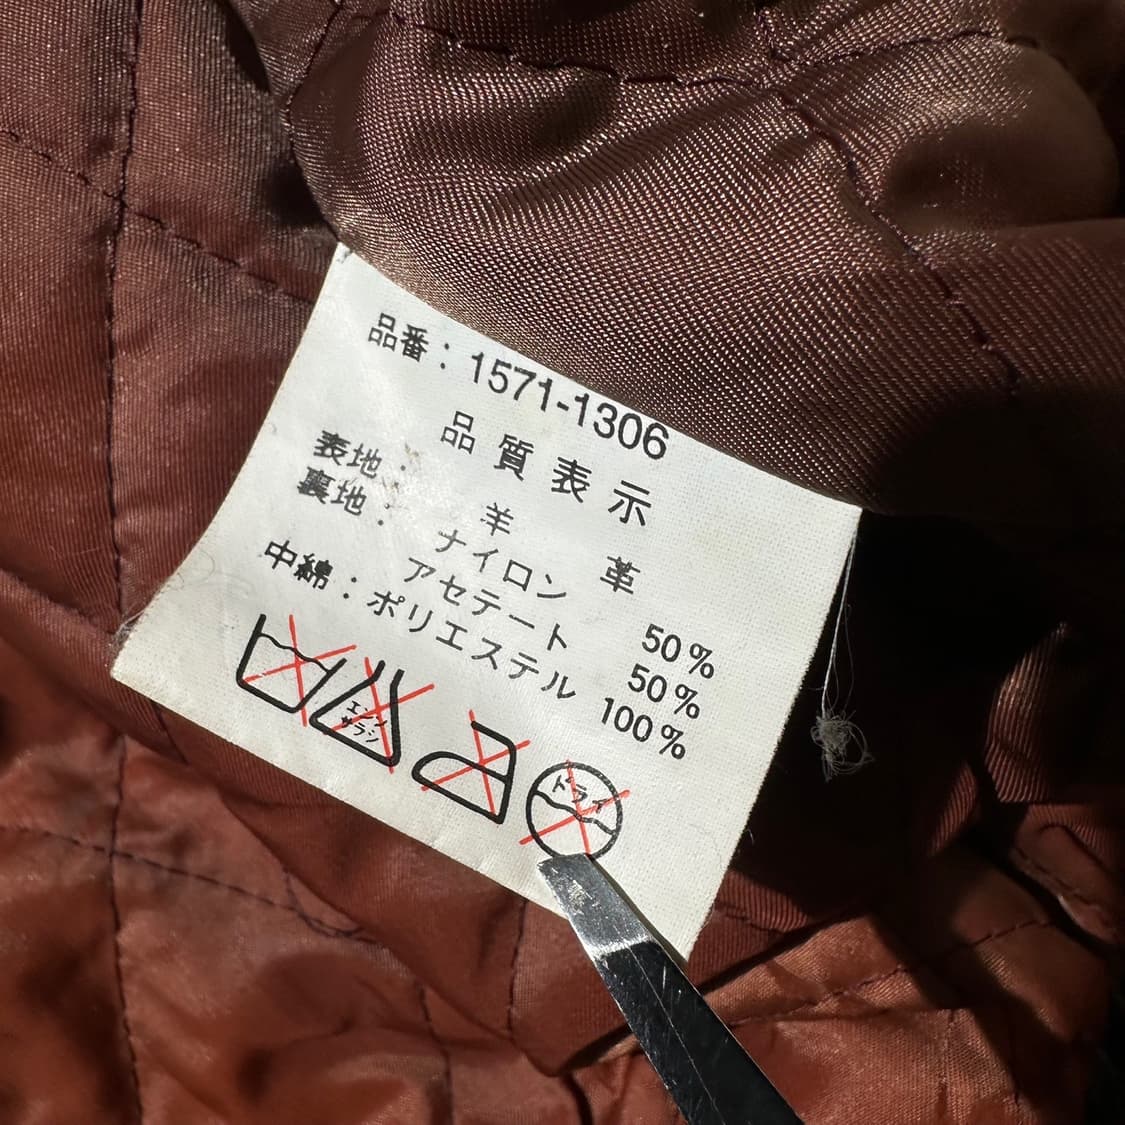 品番：1571-1306
品質表示
表地： 羊 革
裏地： ナイロン 50%
アセテート 50%
中綿：ポリエステル 100%
エンソサラシ
ドライ